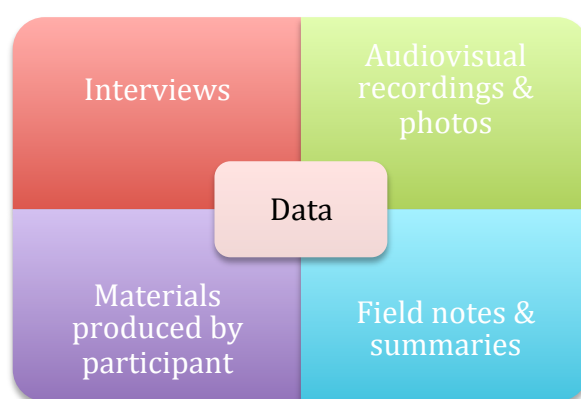 Interviews
Audiovisual
recordings &
photos
Data
Materials
produced by
participant
Field notes &
summaries